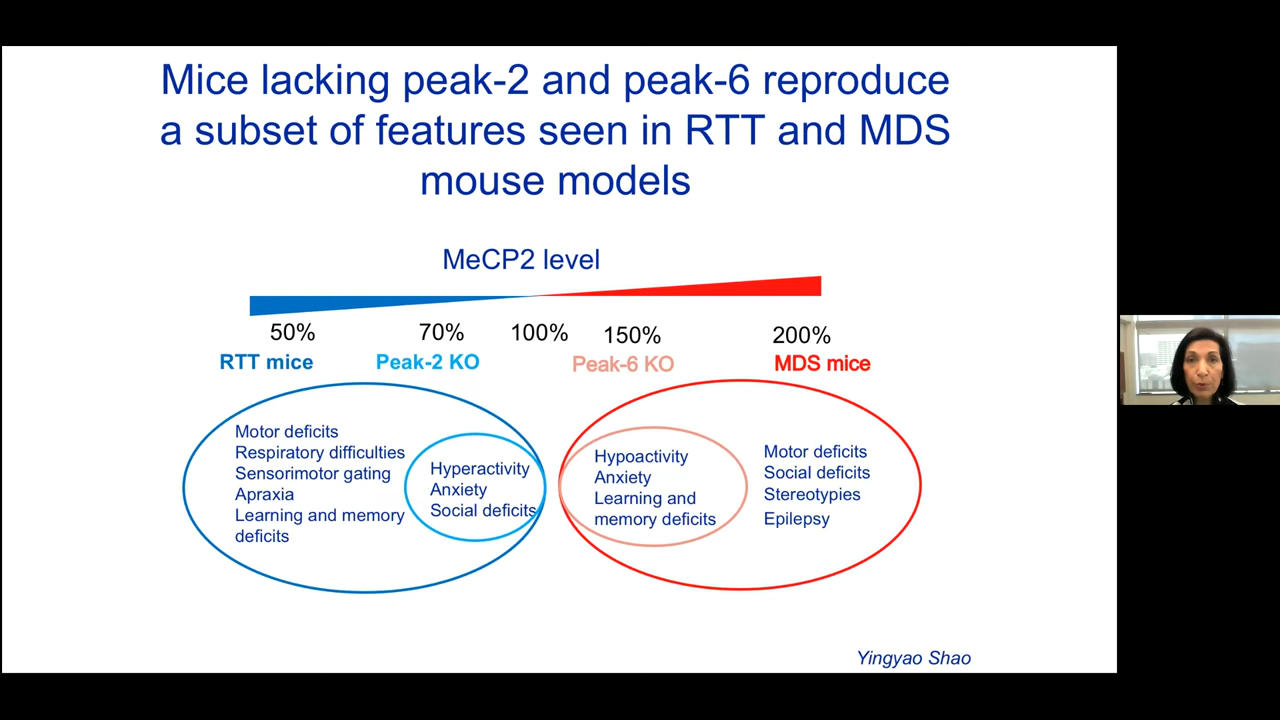 Mice lacking peak-2 and peak-6 reproduce
a subset of features seen in RTT and MDS
mouse models
MeCP2 level
50%
70%
100%
150%
200%
RTT mice
Peak-2 KO
Peak-6 KO
MDS mice
Motor deficits
Respiratory difficulties
Sensorimotor gating
Apraxia
Learning and memory
deficits
Hyperactivity
Anxiety
Social deficits
Hypoactivity
Anxiety
Learning and
memory deficits
Motor deficits
Social deficits
Stereotypies
Epilepsy
Yingyao Shao